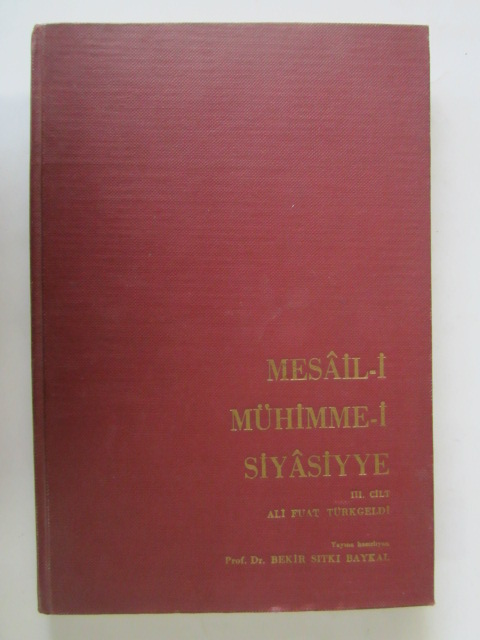 MESÂİL-İ
MÜHİMME-İ
SİYÂSİYYE
III. CİLT
ALİ FUAT TÜRKGELDİ
Yayına hazırlayan
Prof. Dr. BEKİR SITKI BAYKAL